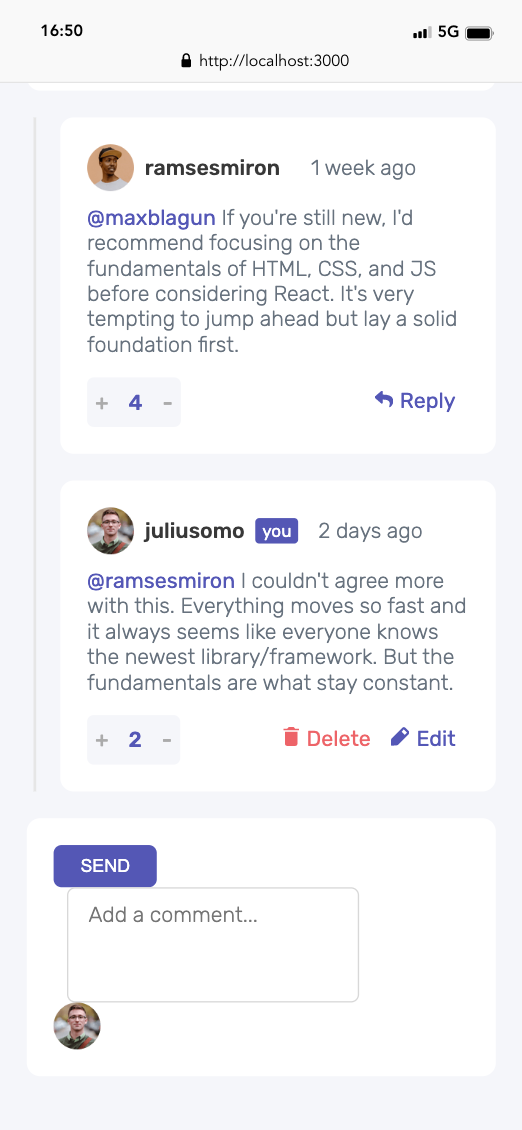 16:50
5G
http://localhost:3000
ramsesmiron 1 week ago
@maxblagun If you're still new, I'd
recommend focusing on the
fundamentals of HTML, CSS, and JS
before considering React. It's very
tempting to jump ahead but lay a solid
foundation first.
+ 4 -
Reply
juliusomo you 2 days ago
@ramsesmiron I couldn't agree more
with this. Everything moves so fast and
it always seems like everyone knows
the newest library/framework. But the
fundamentals are what stay constant.
+ 2 -
Delete Edit
SEND
Add a comment...